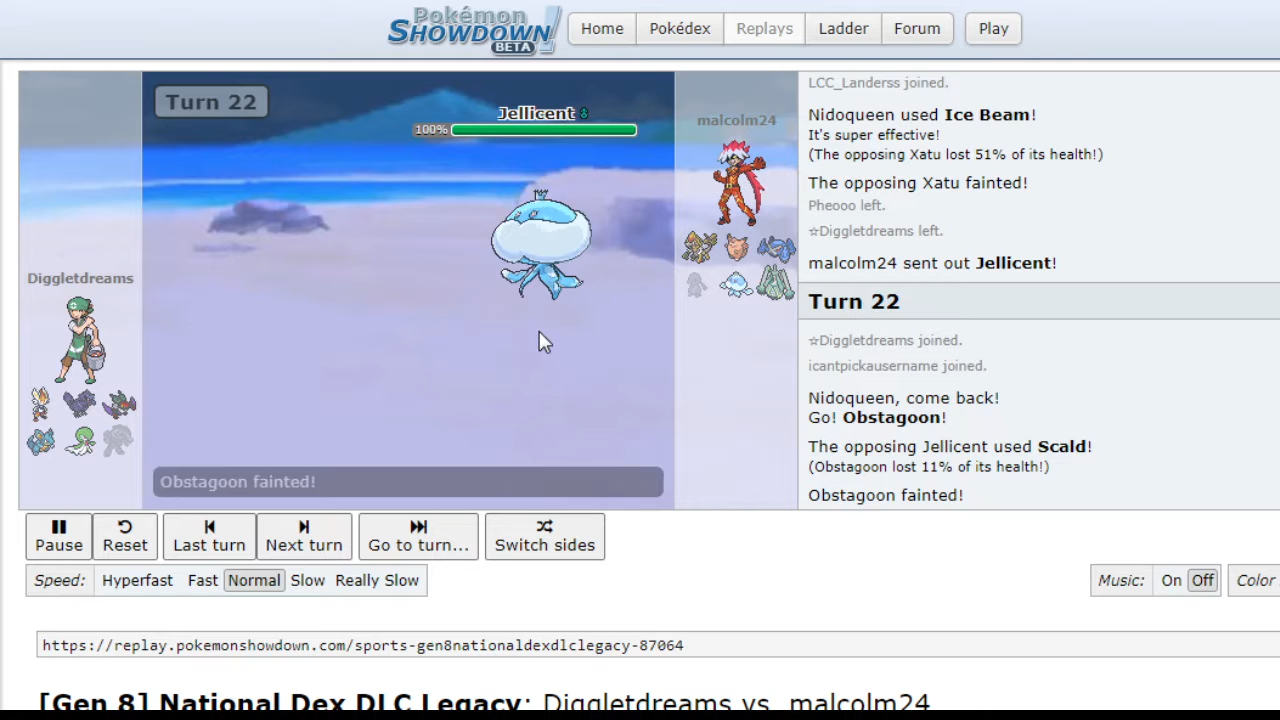 Pokémon
SHOWDOWN!
BETA
Home
Pokédex
Replays
Ladder
Forum
Play
Turn 22
Jellicent
100%
malcolm24
Diggletdreams
Obstagoon fainted!
LCC_Landerss joined.
Nidoqueen used Ice Beam!
It's super effective!
(The opposing Xatu lost 51% of its health!)
The opposing Xatu fainted!
Pheooo left.
☆Diggletdreams left.
malcolm24 sent out Jellicent!
Turn 22
☆Diggletdreams joined.
icantpickausername joined.
Nidoqueen, come back!
Go! Obstagoon!
The opposing Jellicent used Scald!
(Obstagoon lost 11% of its health!)
Obstagoon fainted!
Pause
Reset
Last turn
Next turn
Go to turn...
Switch sides
Speed: Hyperfast Fast Normal Slow Really Slow
Music: On Off
Color
https://replay.pokemonshowdown.com/sports-gen8nationaldexdlclegacy-87064
[Gen 8] National Dex DLC Legacy: Diggletdreams vs. malcolm24